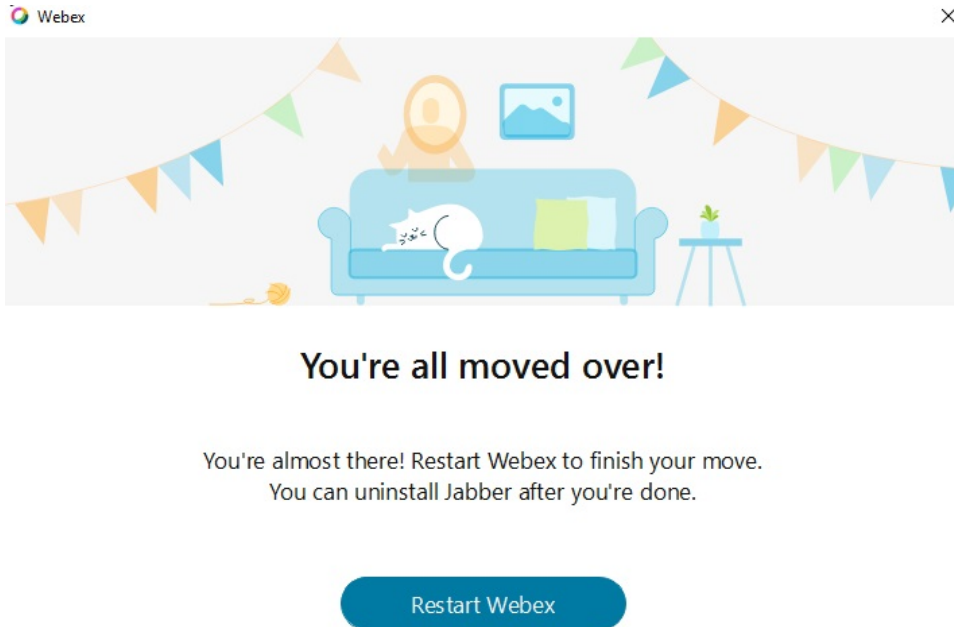 Webex
You're all moved over!
You're almost there! Restart Webex to finish your move.
You can uninstall Jabber after you're done.
Restart Webex